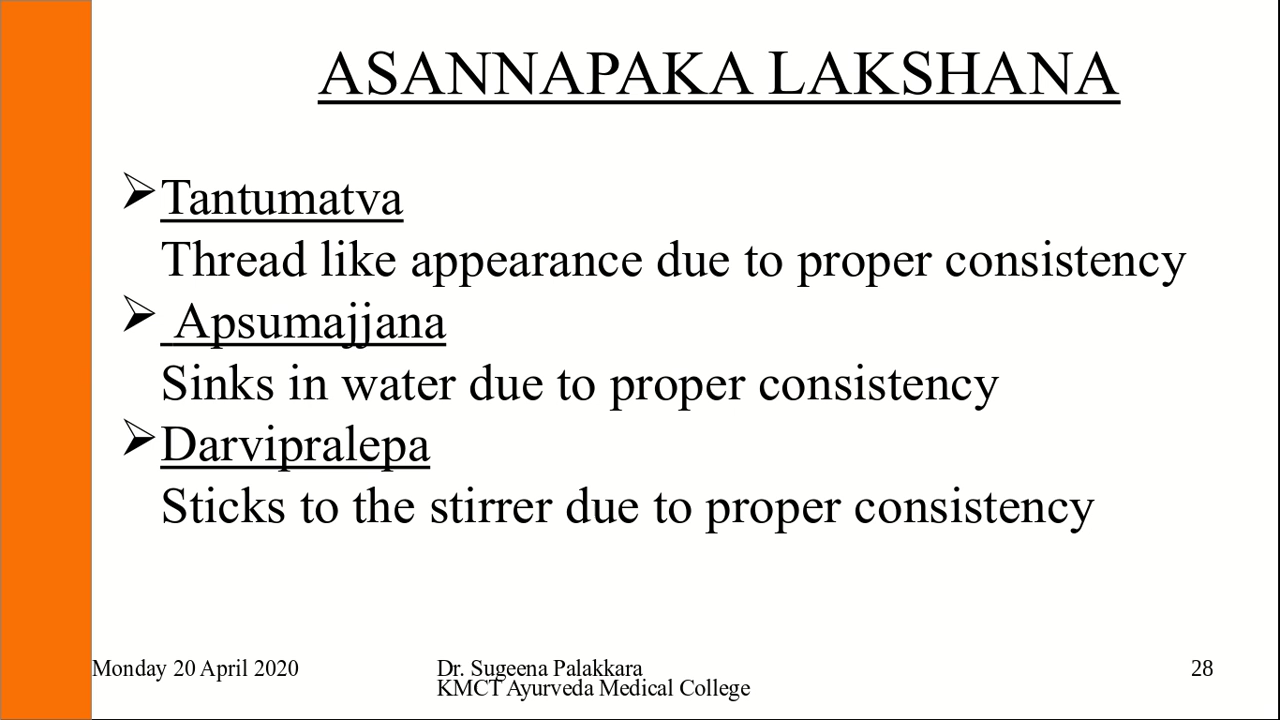 ASANNAPAKA LAKSHANA
➢Tantumatva
Thread like appearance due to proper consistency
➢ Apsumajjana
Sinks in water due to proper consistency
➢Darvipralepa
Sticks to the stirrer due to proper consistency
Monday 20 April 2020
Dr. Sugeena Palakkara
KMCT Ayurveda Medical College
28